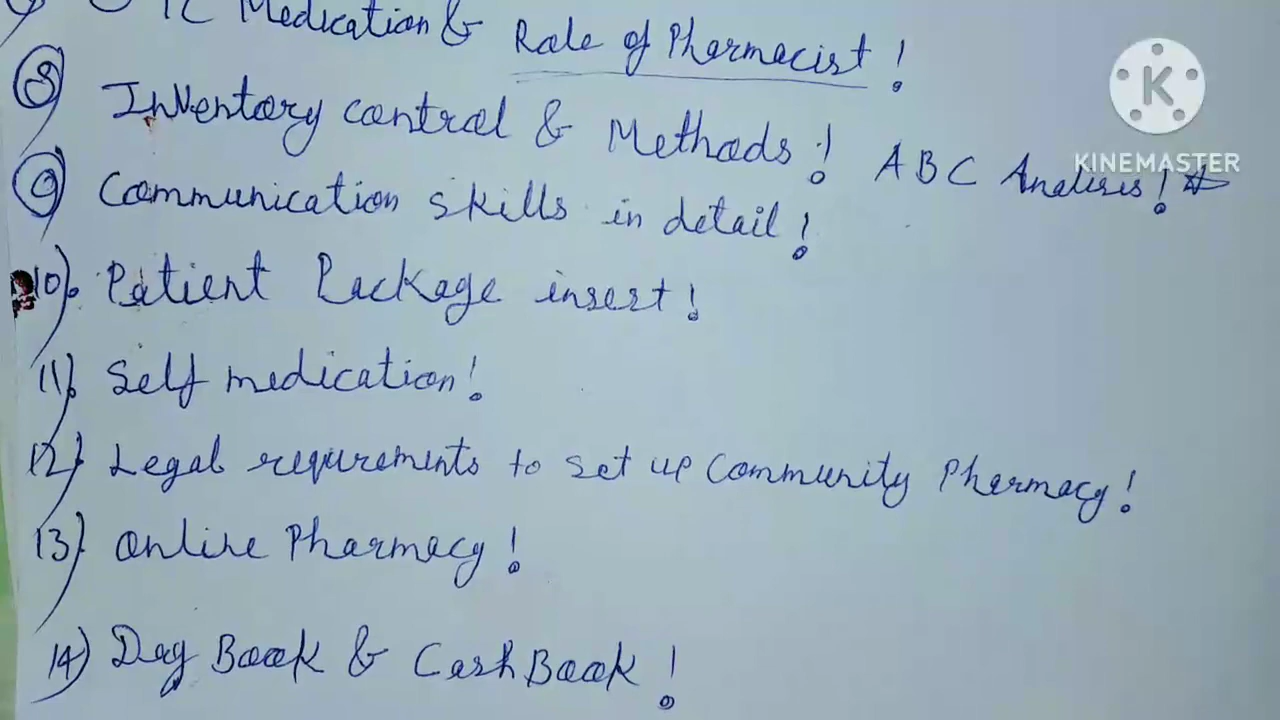 OTC Medication & Role of Pharmacist!
8) Inventory control & Methods! ABC Analysis!
9) Communication skills in detail!
10). Patient Package insert!
11). Self medication!
12) Legal requirements to set up Community Pharmacy!
13) Online Pharmacy!
14) Day Book & Cash Book!
K
KINEMASTER